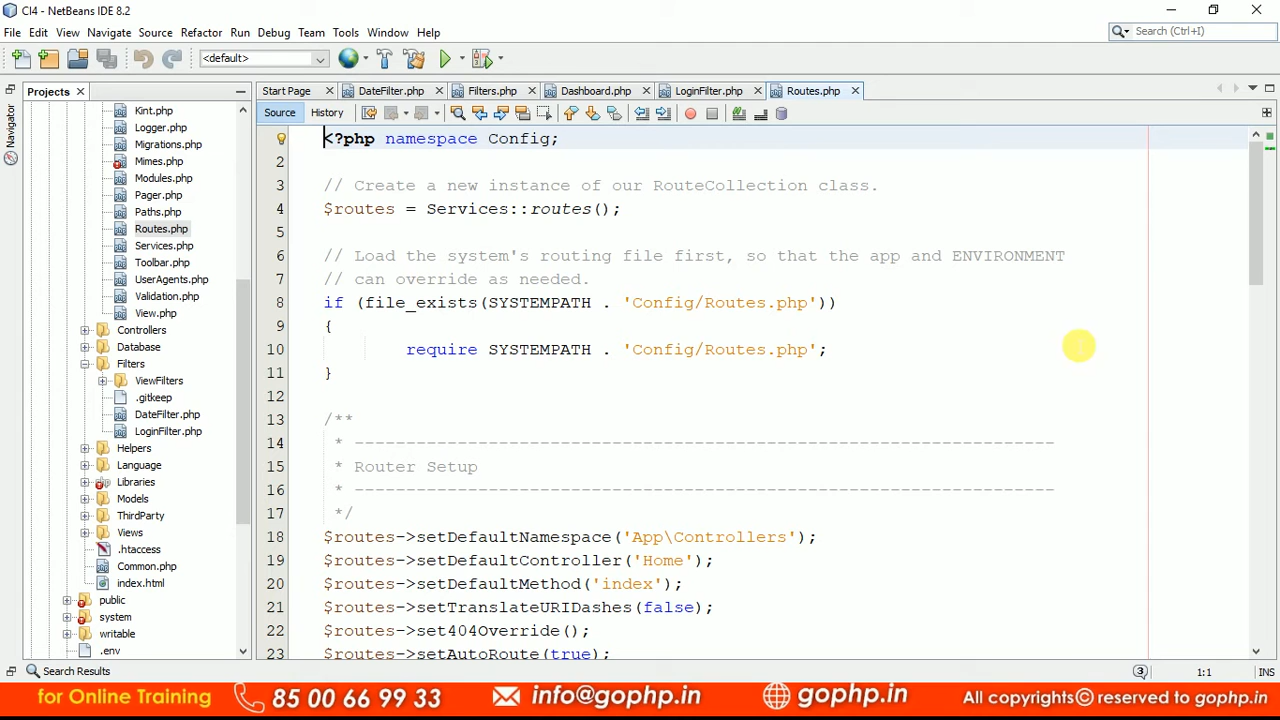 CI4 - NetBeans IDE 8.2
File Edit View Navigate Source Refactor Run Debug Team Tools Window Help
Search (Ctrl+I)
<default>
Projects
Start Page DateFilter.php Filters.php Dashboard.php LoginFilter.php Routes.php
Navigator
Source History
Kint.php
Logger.php
Migrations.php
Mimes.php
Modules.php
Pager.php
Paths.php
Routes.php
Services.php
Toolbar.php
UserAgents.php
Validation.php
View.php
Controllers
Database
Filters
ViewFilters
.gitkeep
DateFilter.php
LoginFilter.php
Helpers
Language
Libraries
Models
ThirdParty
Views
.htaccess
Common.php
index.html
public
system
writable
.env
<?php namespace Config;
2
3 // Create a new instance of our RouteCollection class.
4 $routes = Services::routes();
5
6 // Load the system's routing file first, so that the app and ENVIRONMENT
7 // can override as needed.
8 if (file_exists(SYSTEMPATH . 'Config/Routes.php'))
9 {
10 require SYSTEMPATH . 'Config/Routes.php';
11 }
12
13 /**
14 * --------------------------------------------------------------------
15 * Router Setup
16 * --------------------------------------------------------------------
17 */
18 $routes->setDefaultNamespace('App\Controllers');
19 $routes->setDefaultController('Home');
20 $routes->setDefaultMethod('index');
21 $routes->setTranslateURIDashes(false);
22 $routes->set404Override();
23 $routes->setAutoRoute(true);
Search Results
3 1:1 INS
for Online Training 85 00 66 99 33 info@gophp.in gophp.in All copyrights© reserved to gophp.in